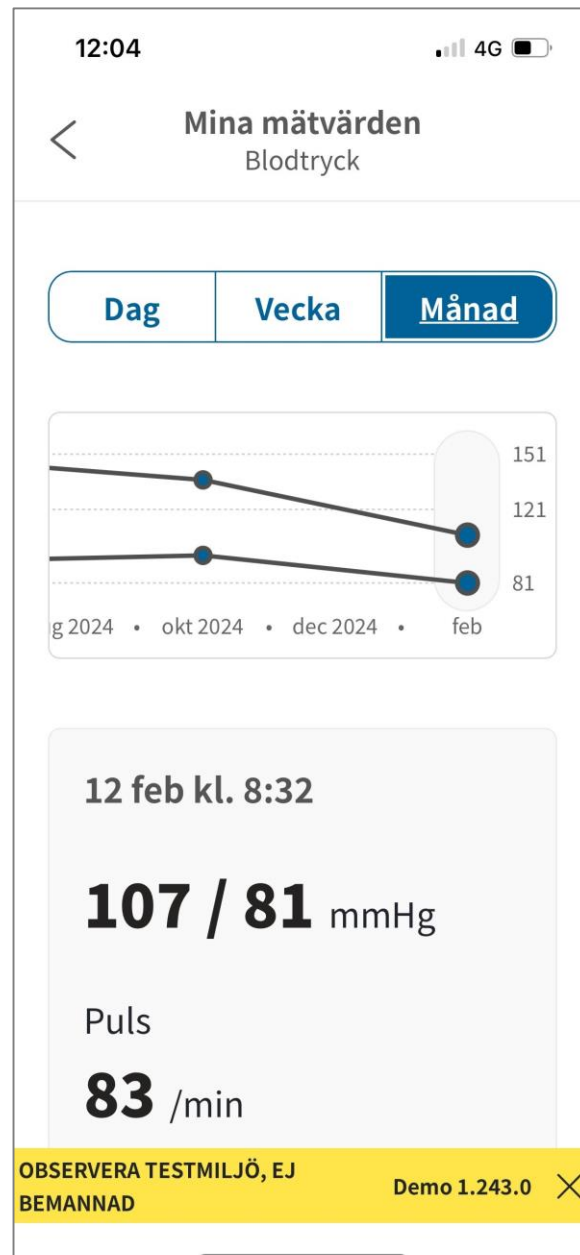 12:04 4G
Mina mätvärden
Blodtryck
Dag Vecka Månad
151
121
81
g 2024 • okt 2024 • dec 2024 • feb
12 feb kl. 8:32
107 / 81 mmHg
Puls
83 /min
OBSERVERA TESTMILJÖ, EJ
BEMANNAD
Demo 1.243.0